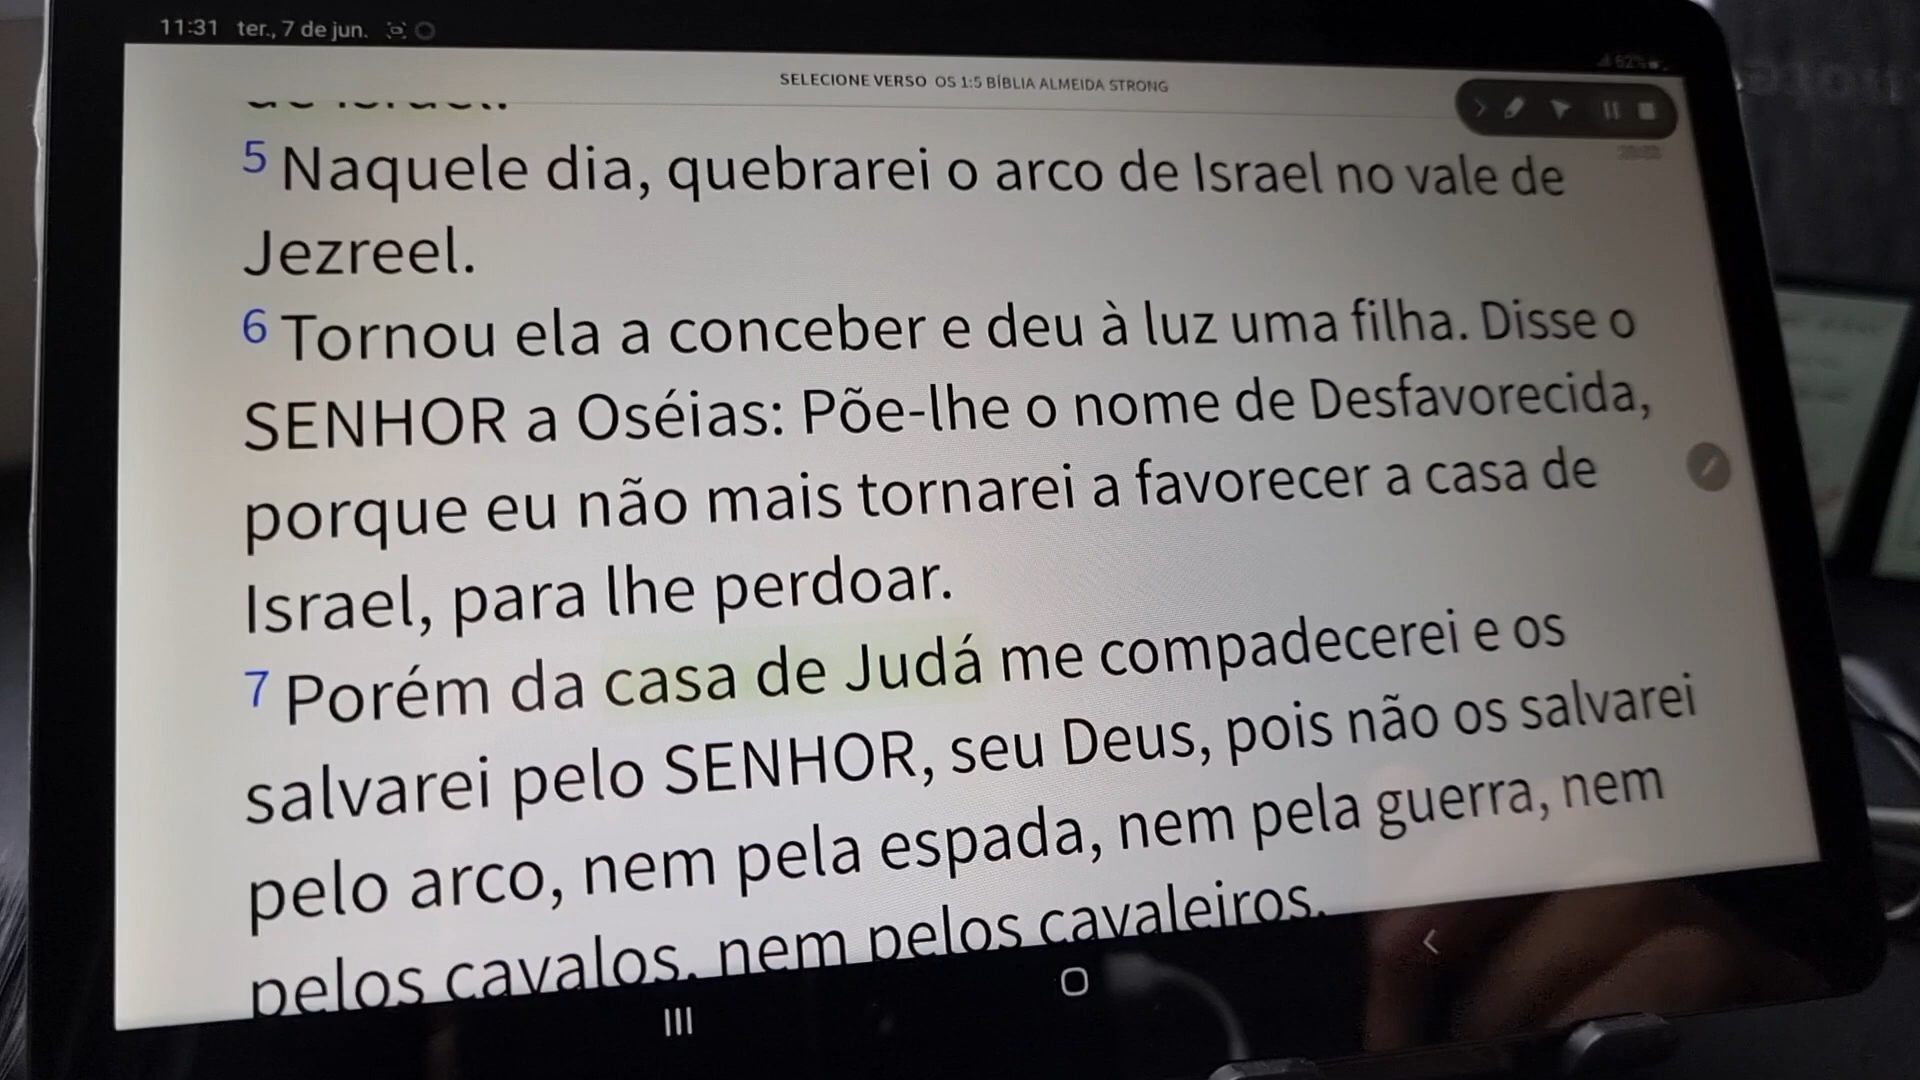 11:31 ter., 7 de jun.
62%
SELECIONE VERSO OS 1:5 BÍBLIA ALMEIDA STRONG
de Israel.
5 Naquele dia, quebrarei o arco de Israel no vale de
Jezreel.
6 Tornou ela a conceber e deu à luz uma filha. Disse o
SENHOR a Oséias: Põe-lhe o nome de Desfavorecida,
porque eu não mais tornarei a favorecer a casa de
Israel, para lhe perdoar.
7 Porém da casa de Judá me compadecerei e os
salvarei pelo SENHOR, seu Deus, pois não os salvarei
pelo arco, nem pela espada, nem pela guerra, nem
pelos cavalos, nem pelos cavaleiros.